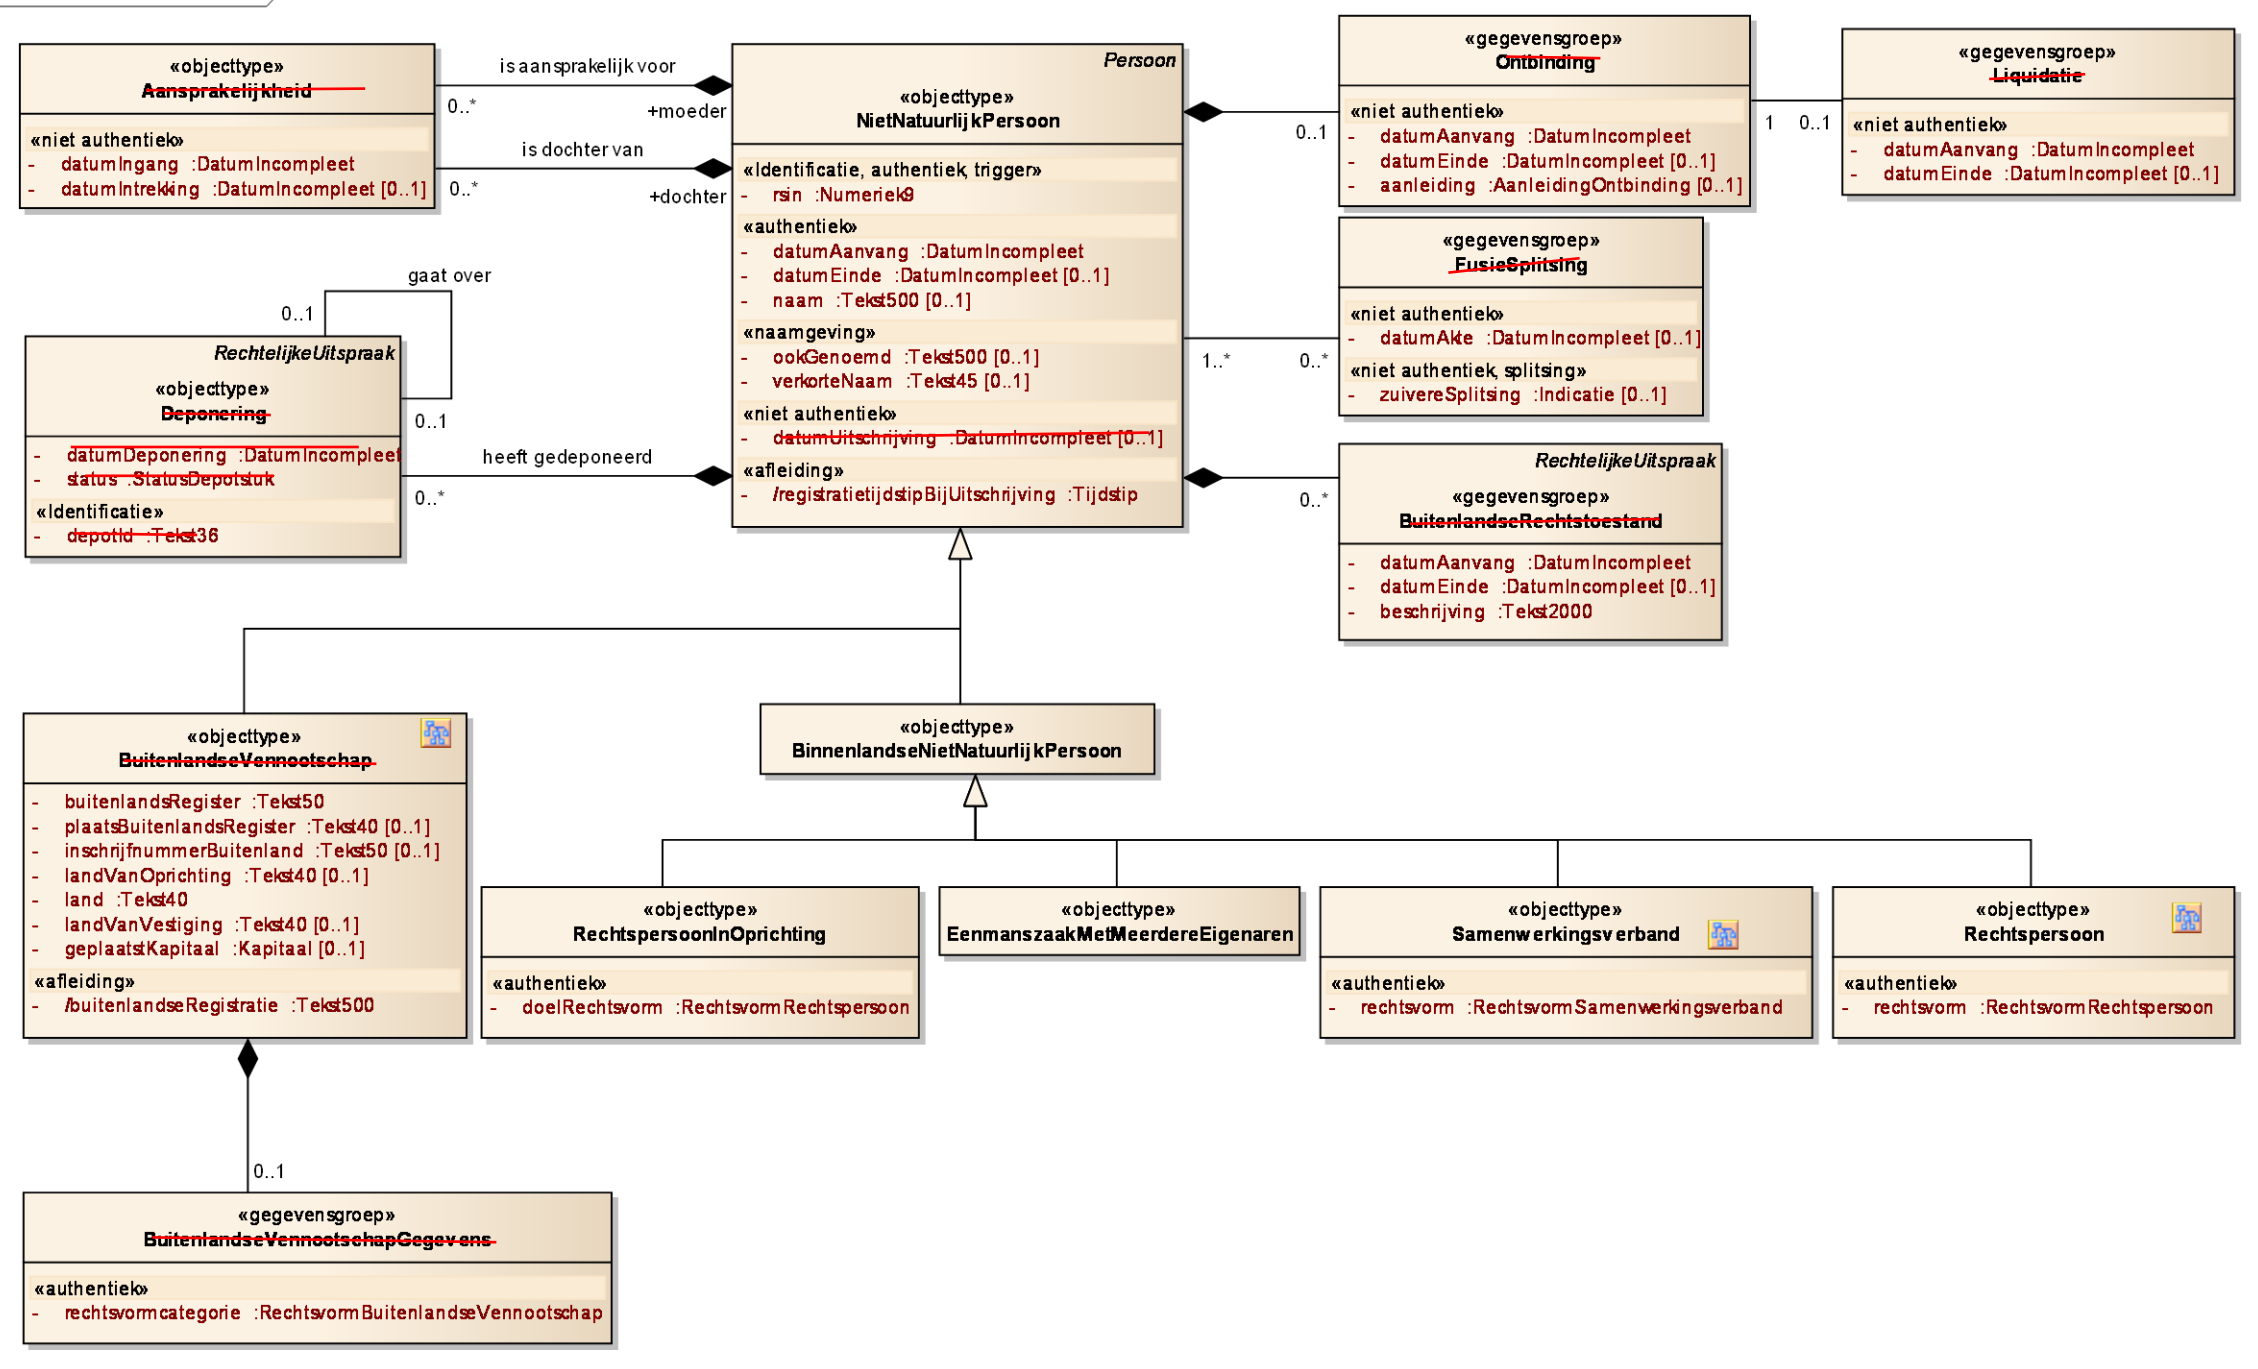 «objecttype»
Aansprakelijkheid
«niet authentiek»
- datumIngang :DatumIncompleet
- datumIntrekking :DatumIncompleet [0..1]
is aansprakelijk voor
0..*
+moeder
is dochter van
0..*
+dochter
Persoon
«objecttype»
NietNatuurlijkPersoon
«Identificatie, authentiek, trigger»
- rsin :Numeriek9
«authentiek»
- datumAanvang :DatumIncompleet
- datumEinde :DatumIncompleet [0..1]
- naam :Tekst500 [0..1]
«naamgeving»
- ookGenoemd :Tekst500 [0..1]
- verkorteNaam :Tekst45 [0..1]
«niet authentiek»
- datumUitschrijving :DatumIncompleet [0..1]
«afleiding»
- /registratietijdstipBijUitschrijving :Tijdstip
0..1
«gegevensgroep»
Ontbinding
«niet authentiek»
- datumAanvang :DatumIncompleet
- datumEinde :DatumIncompleet [0..1]
- aanleiding :AanleidingOntbinding [0..1]
1
0..1
«gegevensgroep»
Liquidatie
«niet authentiek»
- datumAanvang :DatumIncompleet
- datumEinde :DatumIncompleet [0..1]
1..*
0..*
«gegevensgroep»
FusieSplitsing
«niet authentiek»
- datumAkte :DatumIncompleet [0..1]
«niet authentiek, splitsing»
- zuivereSplitsing :Indicatie [0..1]
gaat over
0..1
0..1
RechtelijkeUitspraak
«objecttype»
Deponering
- datumDeponering :DatumIncompleet
- status :StatusDepotstuk
«Identificatie»
- depotId :Tekst36
heeft gedeponeerd
0..*
0..*
RechtelijkeUitspraak
«gegevensgroep»
BuitenlandseRechtstoestand
- datumAanvang :DatumIncompleet
- datumEinde :DatumIncompleet [0..1]
- beschrijving :Tekst2000
«objecttype»
BuitenlandseVennootschap
- buitenlandsRegister :Tekst50
- plaatsBuitenlandsRegister :Tekst40 [0..1]
- inschrijfnummerBuitenland :Tekst50 [0..1]
- landVanOprichting :Tekst40 [0..1]
- land :Tekst40
- landVanVestiging :Tekst40 [0..1]
- geplaatstKapitaal :Kapitaal [0..1]
«afleiding»
- /buitenlandseRegistratie :Tekst500
«objecttype»
BinnenlandseNietNatuurlijkPersoon
«objecttype»
RechtspersoonInOprichting
«authentiek»
- doelRechtsvorm :RechtsvormRechtspersoon
«objecttype»
EenmanszaakMetMeerdereEigenaren
«objecttype»
Samenwerkingsverband
«authentiek»
- rechtsvorm :RechtsvormSamenwerkingsverband
«objecttype»
Rechtspersoon
«authentiek»
- rechtsvorm :RechtsvormRechtspersoon
0..1
«gegevensgroep»
BuitenlandseVennootschapGegevens
«authentiek»
- rechtsvormcategorie :RechtsvormBuitenlandseVennootschap